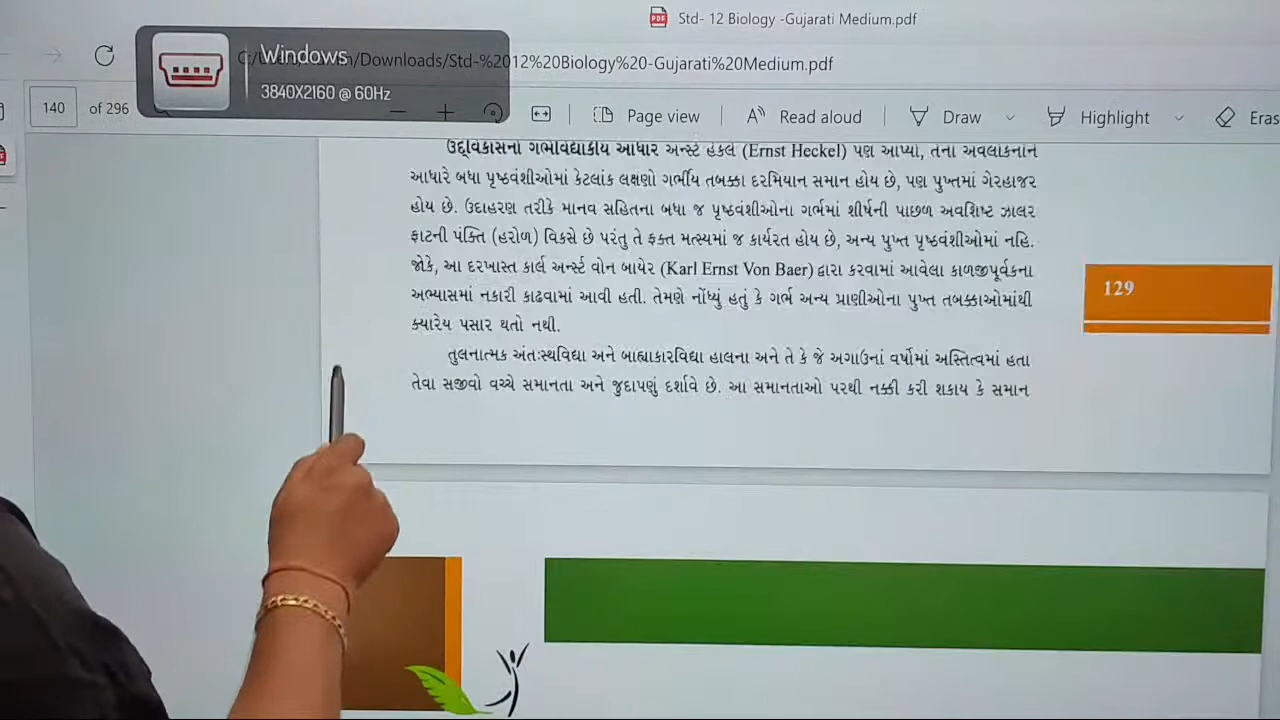 Std- 12 Biology -Gujarati Medium.pdf
Windows
/Downloads/Std-%2012%20Biology%20-Gujarati%20Medium.pdf
3840X2160 @ 60Hz
140 of 296
Page view
Read aloud
Draw
Highlight
Eras
ઉદ્વિકાસનો ગર્ભવિદ્યાકીય આધાર અર્ન્સ્ટ હેકલે (Ernst Heckel) પણ આપ્યો, તેના અવલોકનોને
આધારે બધા પૃષ્ઠવંશીઓમાં કેટલાંક લક્ષણો ગર્ભીય તબક્કા દરમિયાન સમાન હોય છે, પણ પુખ્તમાં ગેરહાજર
હોય છે. ઉદાહરણ તરીકે માનવ સહિતના બધા જ પૃષ્ઠવંશીઓના ગર્ભમાં શીર્ષની પાછળ અવશિષ્ટ ઝાલર
ફાટની પંક્તિ (હરોળ) વિકસે છે પરંતુ તે ફક્ત મત્સ્યમાં જ કાર્યરત હોય છે, અન્ય પુખ્ત પૃષ્ઠવંશીઓમાં નહિ.
જોકે, આ દરખાસ્ત કાર્લ અર્ન્સ્ટ વોન બાયેર (Karl Ernst Von Baer) દ્વારા કરવામાં આવેલા કાળજીપૂર્વકના
129
અભ્યાસમાં નકારી કાઢવામાં આવી હતી. તેમણે નોંધ્યું હતું કે ગર્ભ અન્ય પ્રાણીઓના પુખ્ત તબક્કાઓમાંથી
ક્યારેય પસાર થતો નથી.
તુલનાત્મક અંતઃસ્થવિદ્યા અને બાહ્યાકારવિદ્યા હાલના અને તે કે જે અગાઉનાં વર્ષોમાં અસ્તિત્વમાં હતા
તેવા સજીવો વચ્ચે સમાનતા અને જુદાપણું દર્શાવે છે. આ સમાનતાઓ પરથી નક્કી કરી શકાય કે સમાન